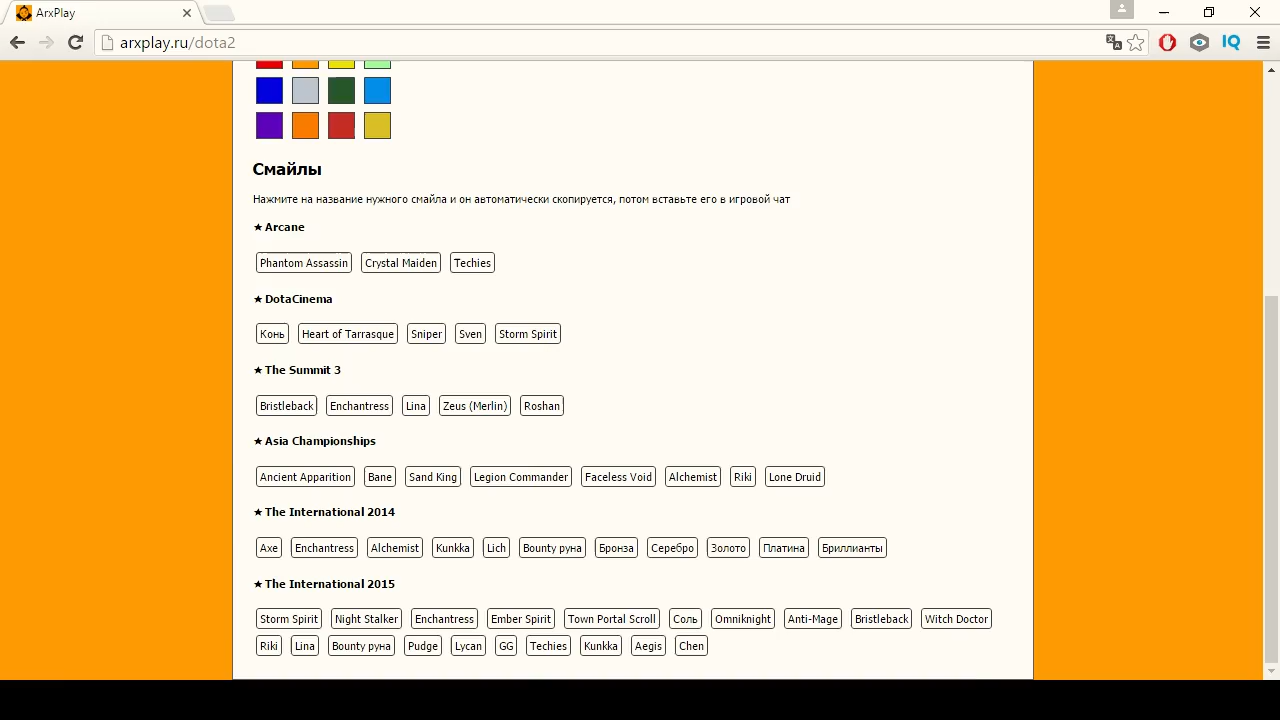 ArxPlay
arxplay.ru/dota2
IQ
Смайлы
Нажмите на название нужного смайла и он автоматически скопируется, потом вставьте его в игровой чат
★ Arcane
Phantom Assassin Crystal Maiden Techies
★ DotaCinema
Конь Heart of Tarrasque Sniper Sven Storm Spirit
★ The Summit 3
Bristleback Enchantress Lina Zeus (Merlin) Roshan
★ Asia Championships
Ancient Apparition Bane Sand King Legion Commander Faceless Void Alchemist Riki Lone Druid
★ The International 2014
Axe Enchantress Alchemist Kunkka Lich Bounty руна Бронза Серебро Золото Платина Бриллианты
★ The International 2015
Storm Spirit Night Stalker Enchantress Ember Spirit Town Portal Scroll Соль Omniknight Anti-Mage Bristleback Witch Doctor
Riki Lina Bounty руна Pudge Lycan GG Techies Kunkka Aegis Chen